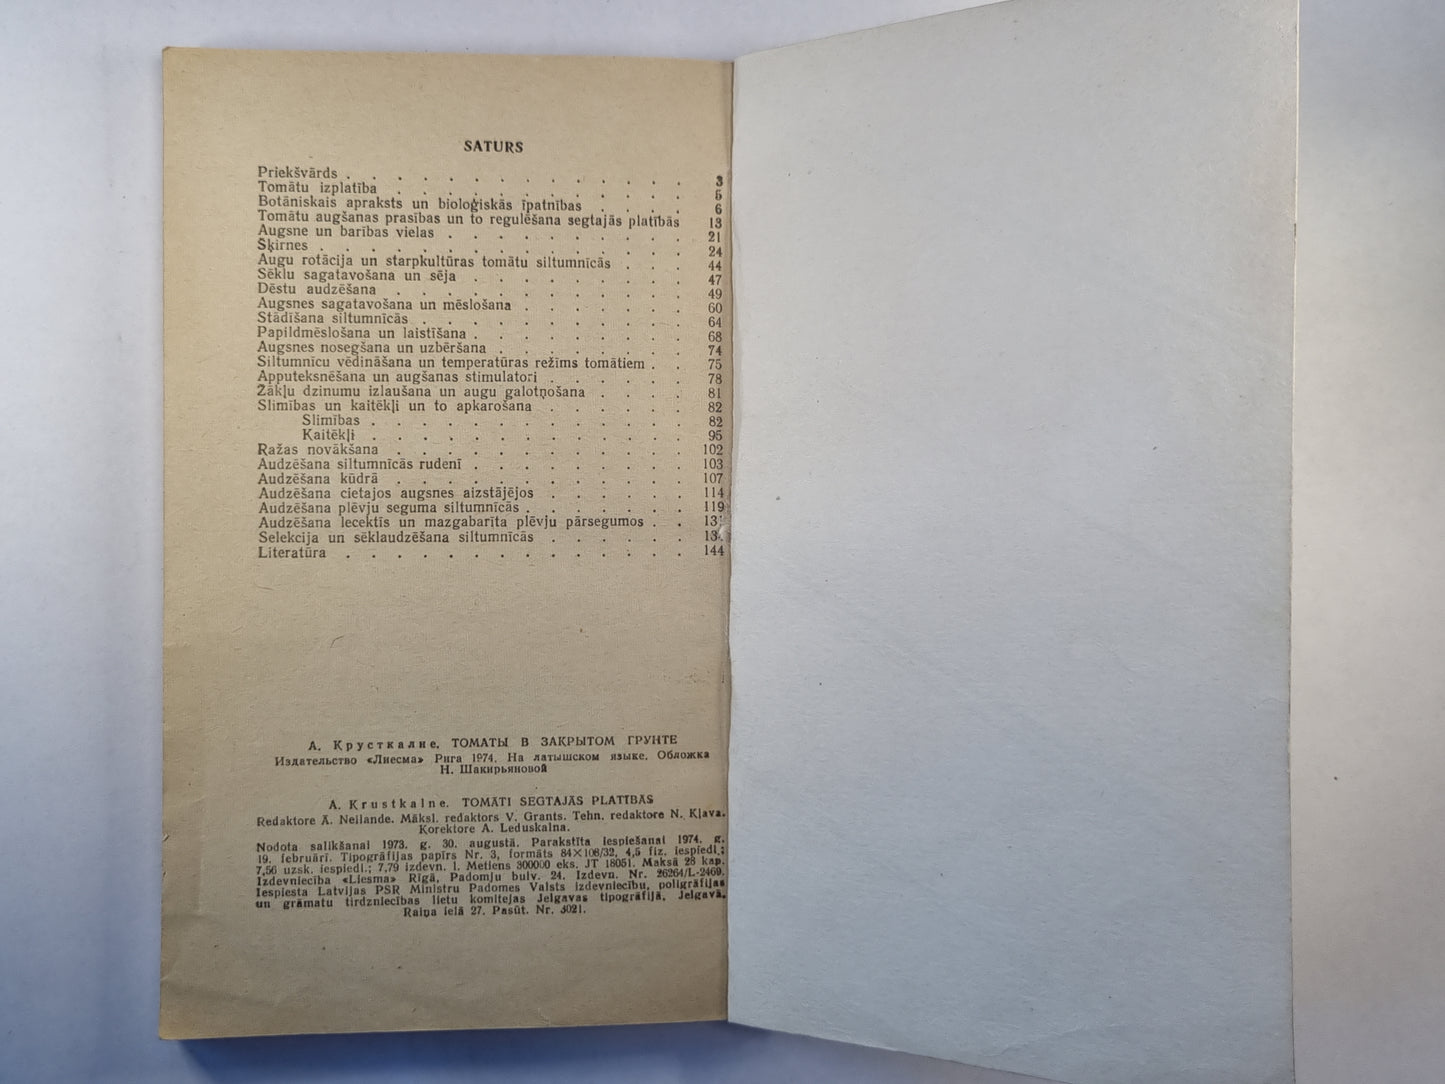 SATURS
Priekšvārds . . . . . . . . . . . . . 3
Tomātu izplatība . . . . . . . . . . . 5
Botāniskais apraksts un bioloģiskās īpatnības . . . . 6
Tomātu augšanas prasības un to regulēšana segtajās platībās 13
Augsne un barības vielas . . . . . . . . . 21
Šķirnes . . . . . . . . . . . . . . 24
Augu rotācija un starpkultūras tomātu siltumnīcās . . . 44
Sēklu sagatavošana un sēja . . . . . . . . 47
Dēstu audzēšana . . . . . . . . . . . 49
Augsnes sagatavošana un mēslošana . . . . . . 60
Stādīšana siltumnīcās . . . . . . . . . . 64
Papildmēslošana un laistīšana . . . . . . . . 68
Augsnes nosegšana un uzbēršana . . . . . . . 74
Siltumnīcu vēdināšana un temperatūras režīms tomātiem . . 75
Apputeksnēšana un augšanas stimulatori . . . . . . 78
Žākļu dzinumu izlaušana un augu galotņošana . . . . 81
Slimības un kaitēkļi un to apkarošana . . . . . . 82
Slimības . . . . . . . . . . . . 82
Kaitēkļi . . . . . . . . . . . . 95
Ražas novākšana . . . . . . . . . . . 102
Audzēšana siltumnīcās rudenī . . . . . . . . 103
Audzēšana kūdrā . . . . . . . . . . . 107
Audzēšana cietajos augsnes aizstājējos . . . . . . 114
Audzēšana plēvju seguma siltumnīcās . . . . . . . 119
Audzēšana lecektīs un mazgabarīta plēvju pārsegumos . .
Selekcija un sēklaudzēšana siltumnīcās . . . . . .
Literatūra . . . . . . . . . . . . . 144
А. Крусткалне. ТОМАТЫ В ЗАКРЫТОМ ГРУНТЕ
Издательство «Лиесма» Рига 1974. На латышском языке. Обложка
Н. Шакирьяновой
A. Krustkalne. TOMĀTI SEGTAJĀS PLATĪBĀS
Redaktore Ā. Neilande. Māksl. redaktors V. Grants. Tehn. redaktore N. Kļava.
Korektore A. Leduskalna.
Nodota salikšanai 1973. g. 30. augustā. Parakstīta iespiešanai 1974. g.
19. februārī. Tipogrāfijas papīrs Nr. 3, formāts 84×108/32. 4,5 fiz. iespiedl.;
7,56 uzsk. iespiedl.; 7,79 izdevn. l. Metiens 300000 eks. JT 18051. Maksā 28 kap.
Izdevniecība «Liesma» Rīgā, Padomju bulv. 24. Izdevn. Nr. 26264/L-2469.
Iespiesta Latvijas PSR Ministru Padomes Valsts izdevniecību, poligrāfijas
un grāmatu tirdzniecības lietu komitejas Jelgavas tipogrāfijā, Jelgavā,
Raiņa ielā 27. Pasūt. Nr. 3021.